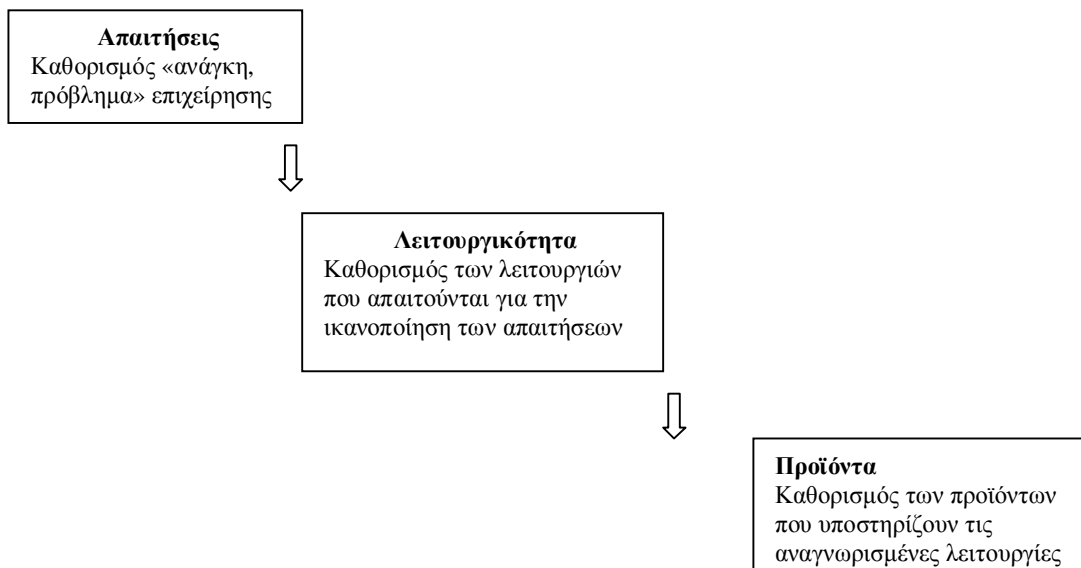 Απαιτήσεις
Καθορισμός «ανάγκη,
πρόβλημα» επιχείρησης
Λειτουργικότητα
Καθορισμός των λειτουργιών
που απαιτούνται για την
ικανοποίηση των απαιτήσεων
Προϊόντα
Καθορισμός των προϊόντων
που υποστηρίζουν τις
αναγνωρισμένες λειτουργίες